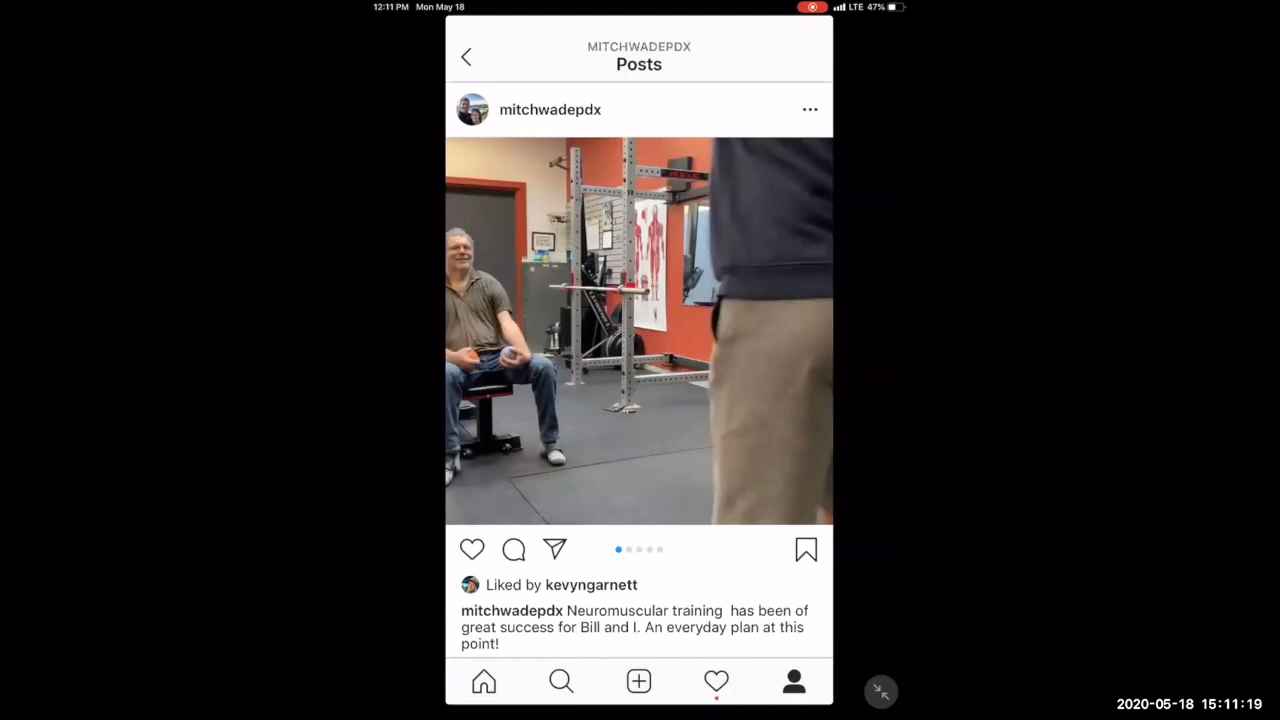 12:11 PM Mon May 18
LTE 47%
MITCHWADEPDX
Posts
mitchwadepdx
Liked by kevyngarnett
mitchwadepdx Neuromuscular training has been of
great success for Bill and I. An everyday plan at this
point!
2020-05-18 15:11:19